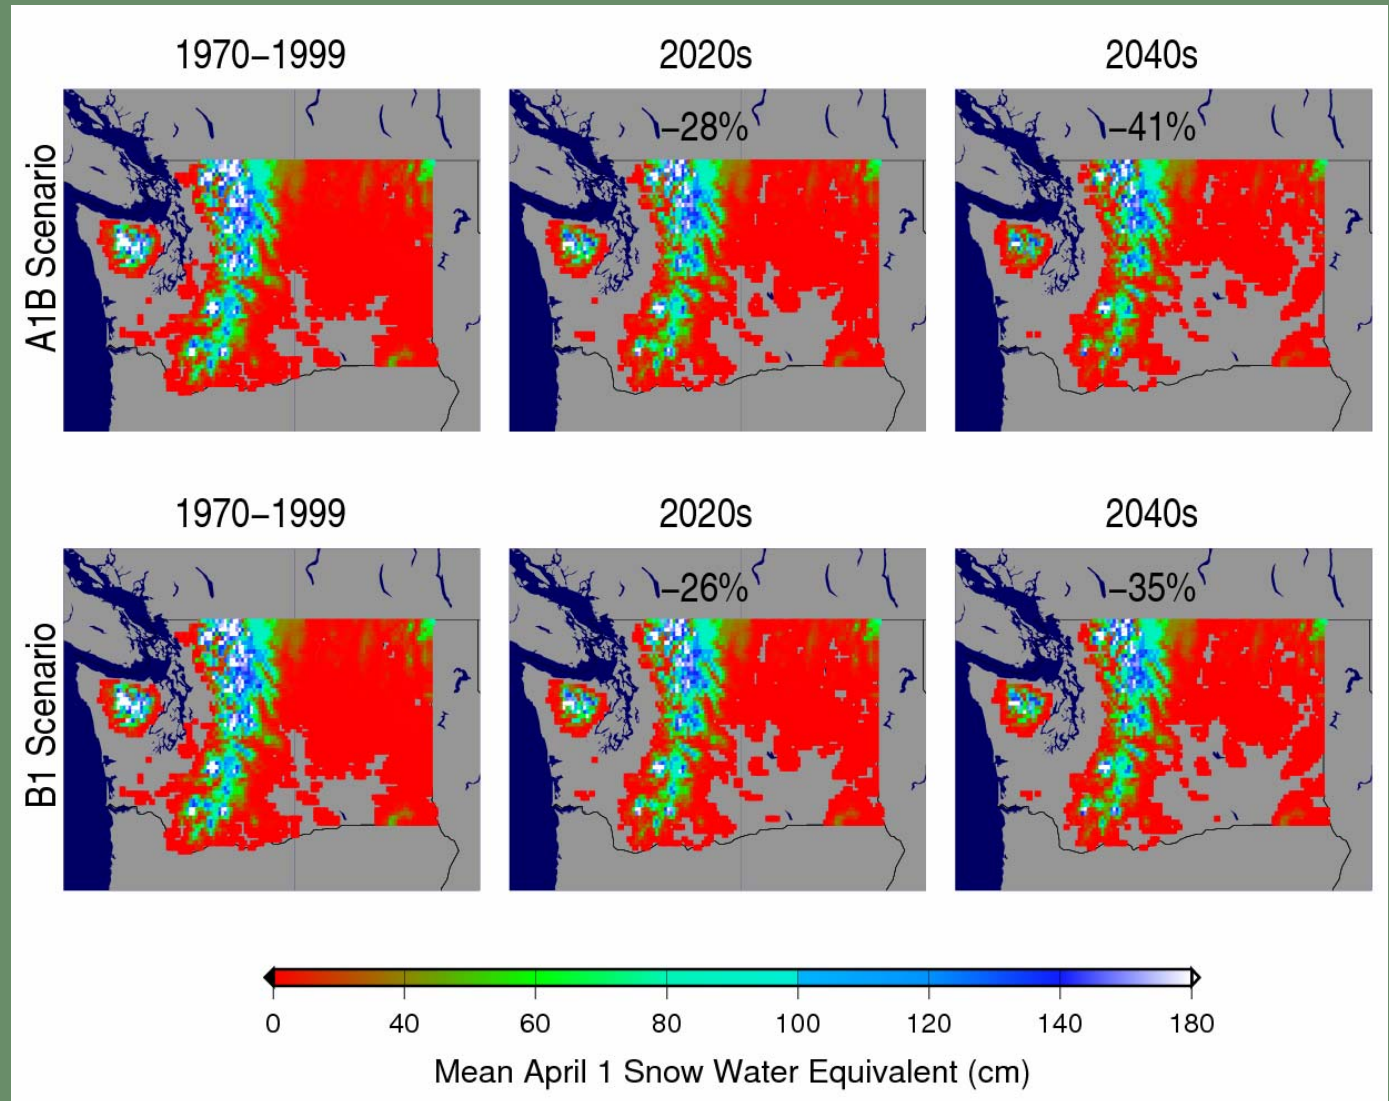 1970–1999 2020s 2040s
A1B Scenario
–28% –41%
1970–1999 2020s 2040s
B1 Scenario
–26% –35%
0 40 60 80 100 120 140 180
Mean April 1 Snow Water Equivalent (cm)